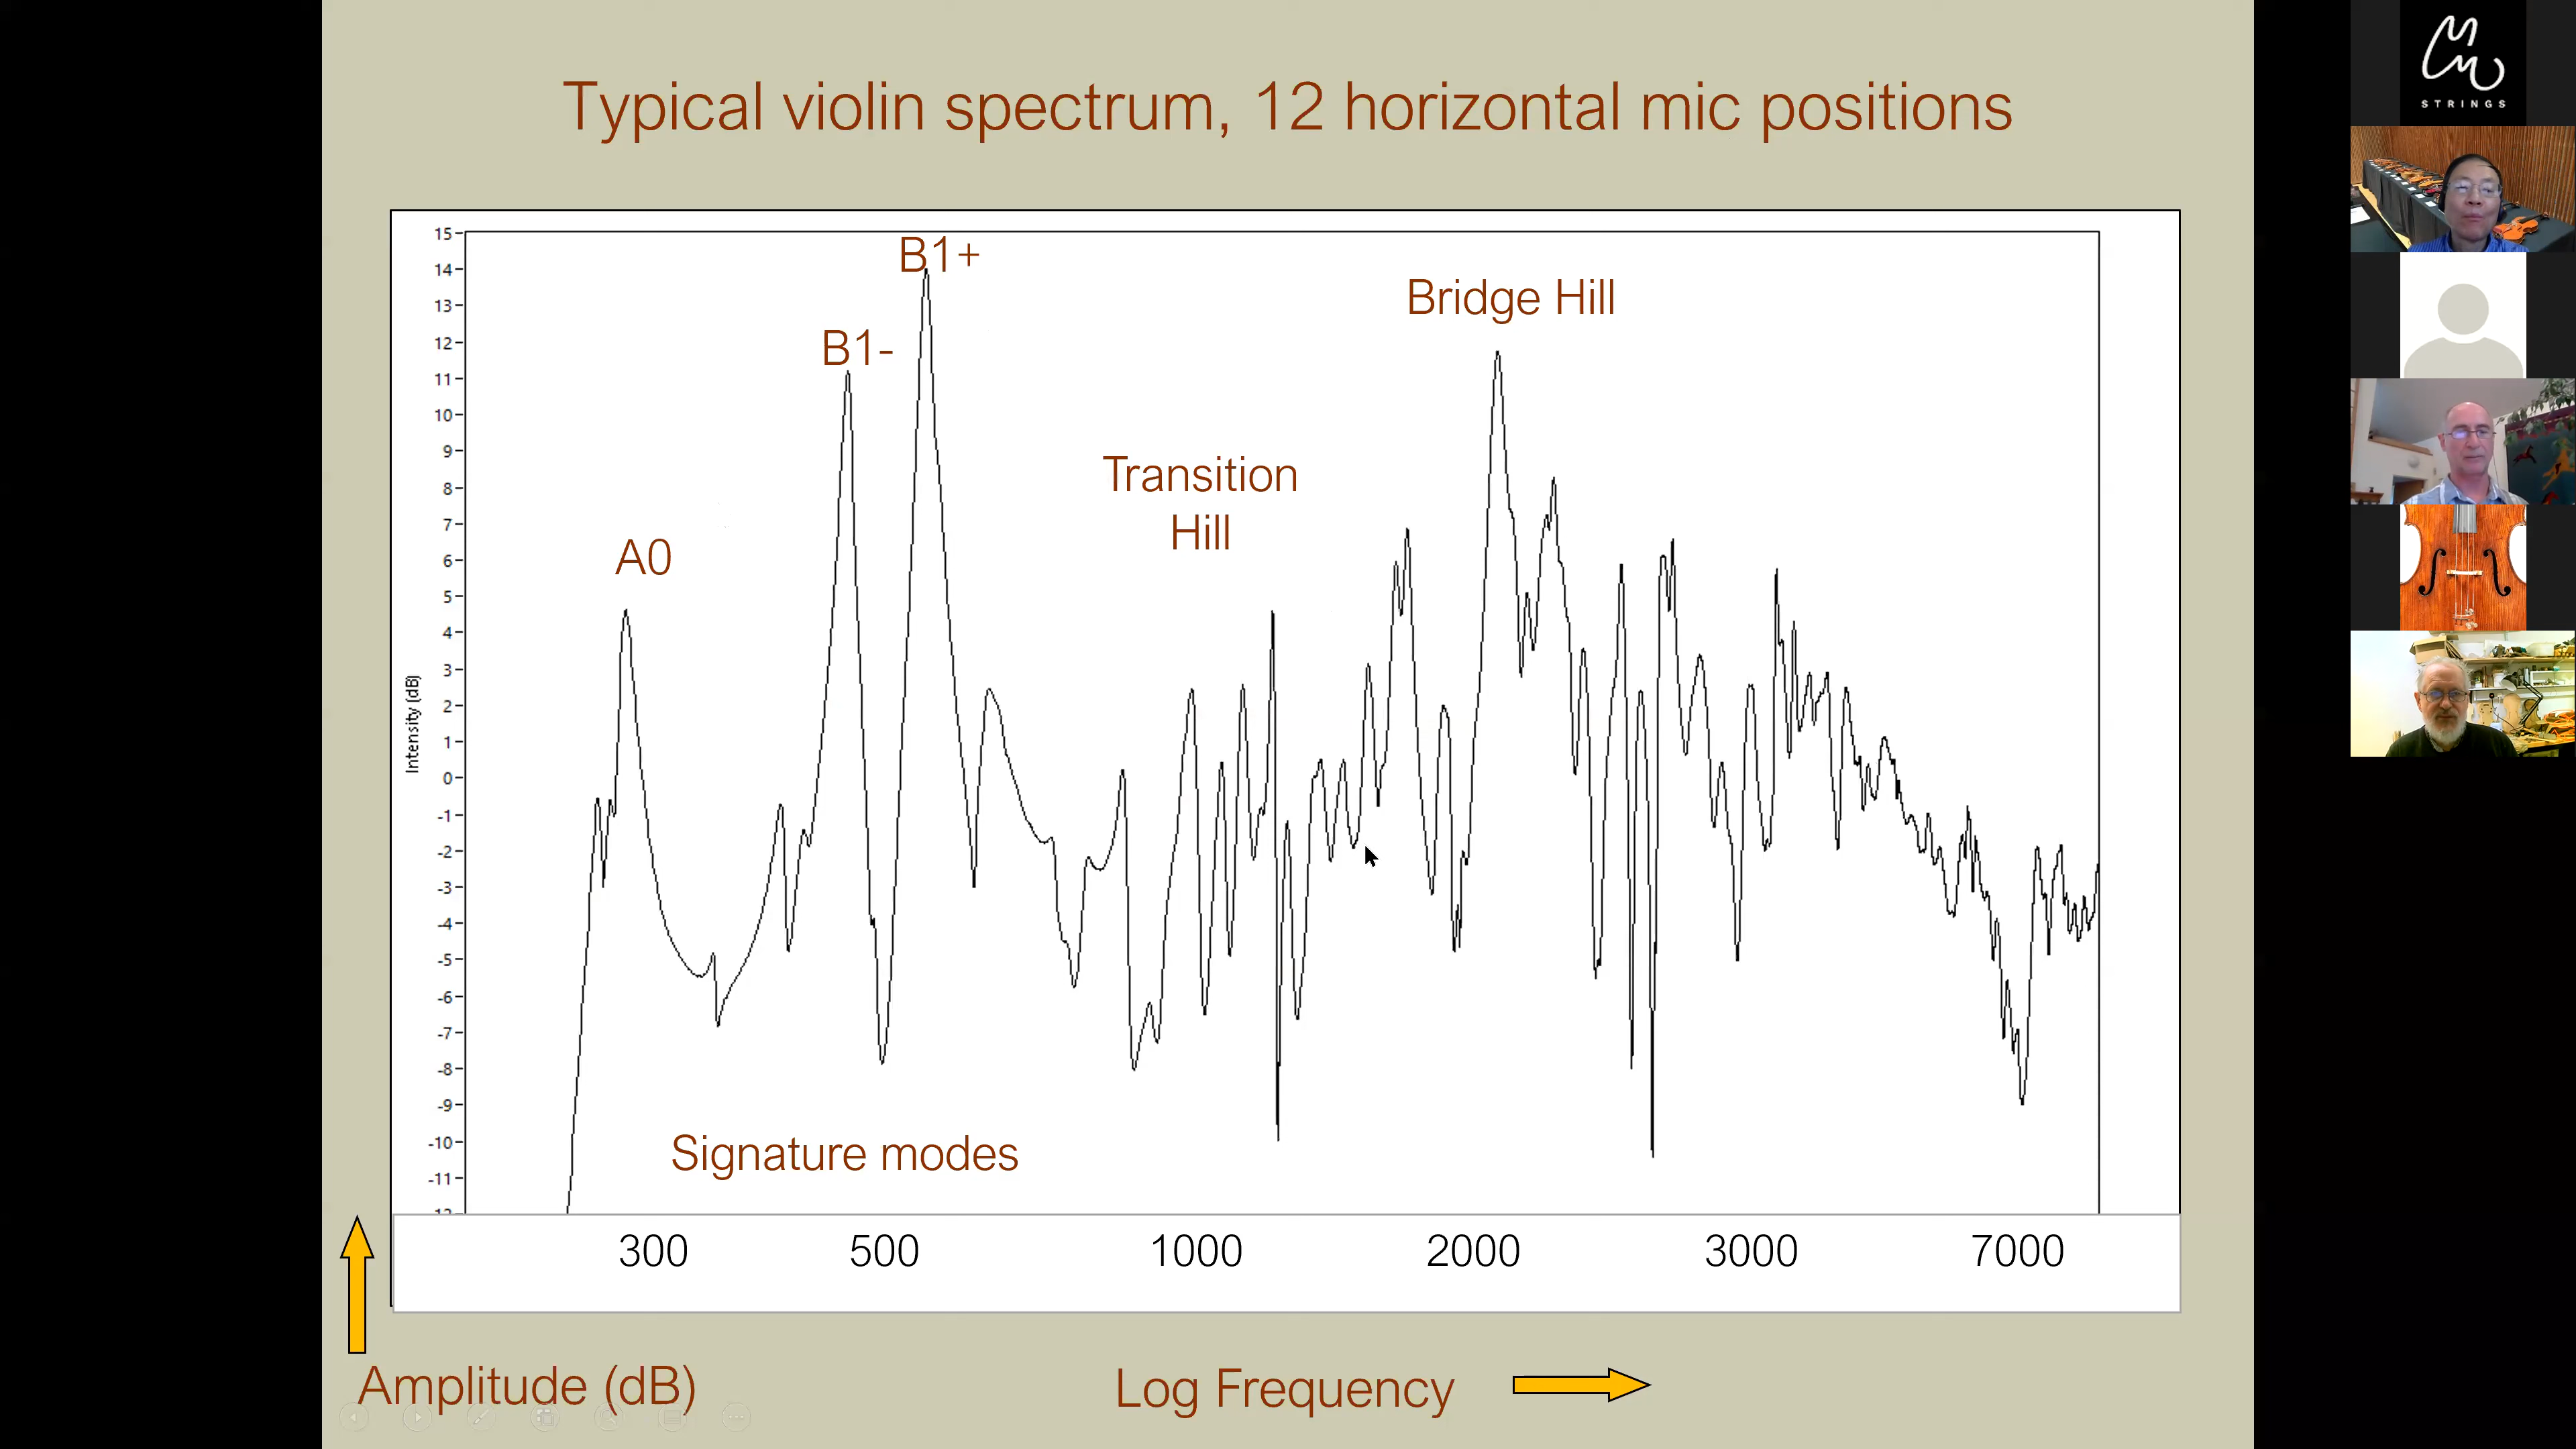 Typical violin spectrum, 12 horizontal mic positions
15
14
13
12
11
10
9
8
7
6
5
4
3
2
1
0
-1
-2
-3
-4
-5
-6
-7
-8
-9
-10
-11
Intensity (dB)
B1+
B1-
Bridge Hill
Transition
Hill
A0
Signature modes
300 500 1000 2000 3000 7000
Amplitude (dB)
Log Frequency
STRINGS